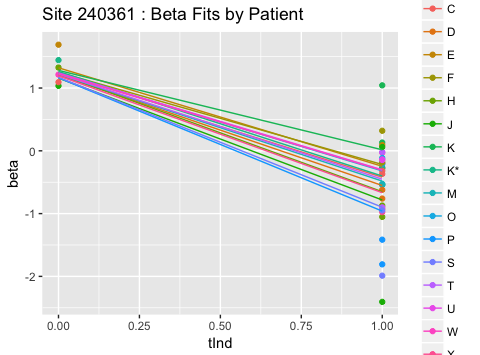 Site 240361 : Beta Fits by Patient
beta
1
0
-1
-2
0.00 0.25 0.50 0.75 1.00
tInd
C
D
E
F
H
J
K
K*
M
O
P
S
T
U
W